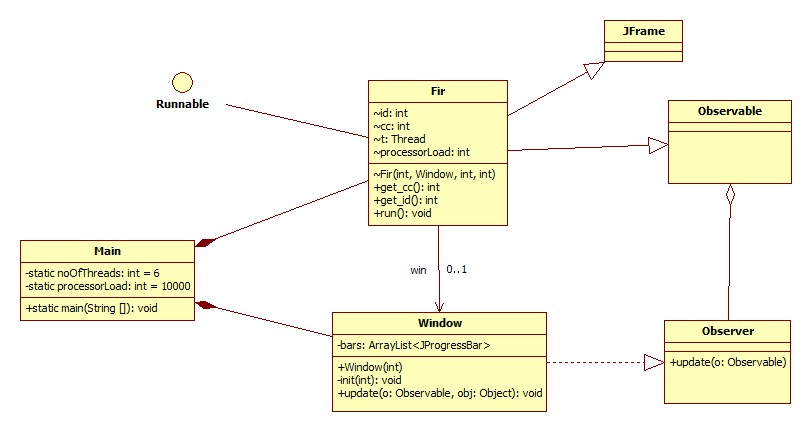 JFrame
Runnable
Fir
~id: int
~cc: int
~t: Thread
~processorLoad: int
~Fir(int, Window, int, int)
+get_cc(): int
+get_id(): int
+run(): void
Observable
Main
-static noOfThreads: int = 6
-static processorLoad: int = 10000
+static main(String []): void
win 0..1
Window
-bars: ArrayList<JProgressBar>
+Window(int)
-init(int): void
+update(o: Observable, obj: Object): void
Observer
+update(o: Observable)